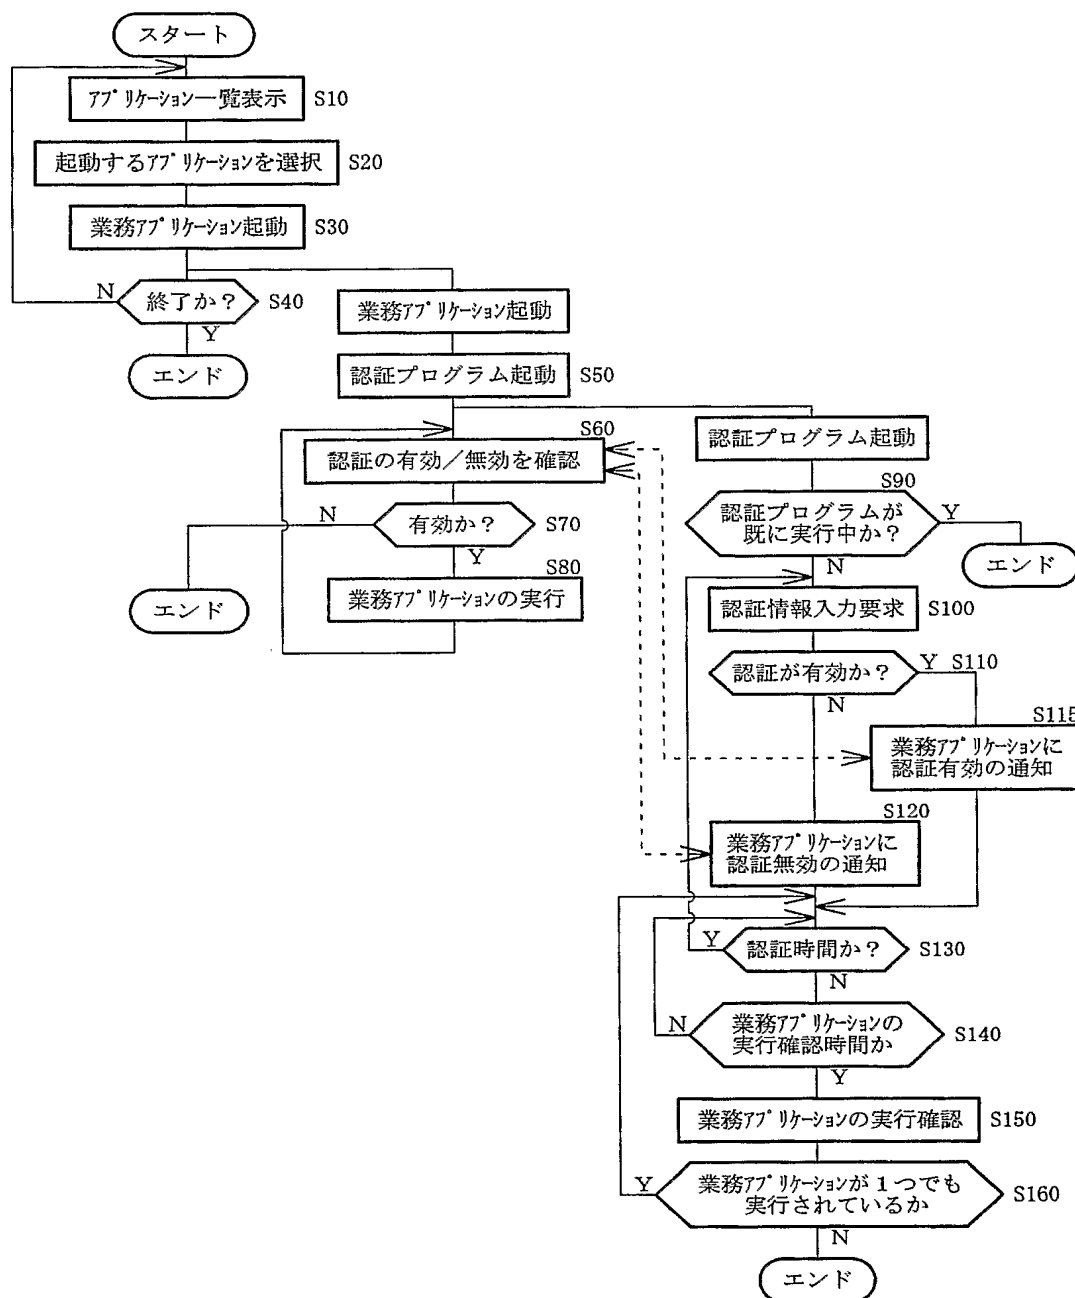 スタート
アプリケーション一覧表示 S10
起動するアプリケーションを選択 S20
業務アプリケーション起動 S30
N 終了か？ S40
Y
エンド
業務アプリケーション起動
認証プログラム起動 S50
S60
認証の有効／無効を確認
N 有効か？ S70
Y
S80
エンド
業務アプリケーションの実行
認証プログラム起動
S90
認証プログラムが
既に実行中か？
Y
エンド
N
認証情報入力要求 S100
認証が有効か？ Y S110
N
S115
業務アプリケーションに
認証有効の通知
S120
業務アプリケーションに
認証無効の通知
Y 認証時間か？ S130
N
N 業務アプリケーションの
実行確認時間か S140
Y
業務アプリケーションの実行確認 S150
Y 業務アプリケーションが１つでも
実行されているか S160
N
エンド